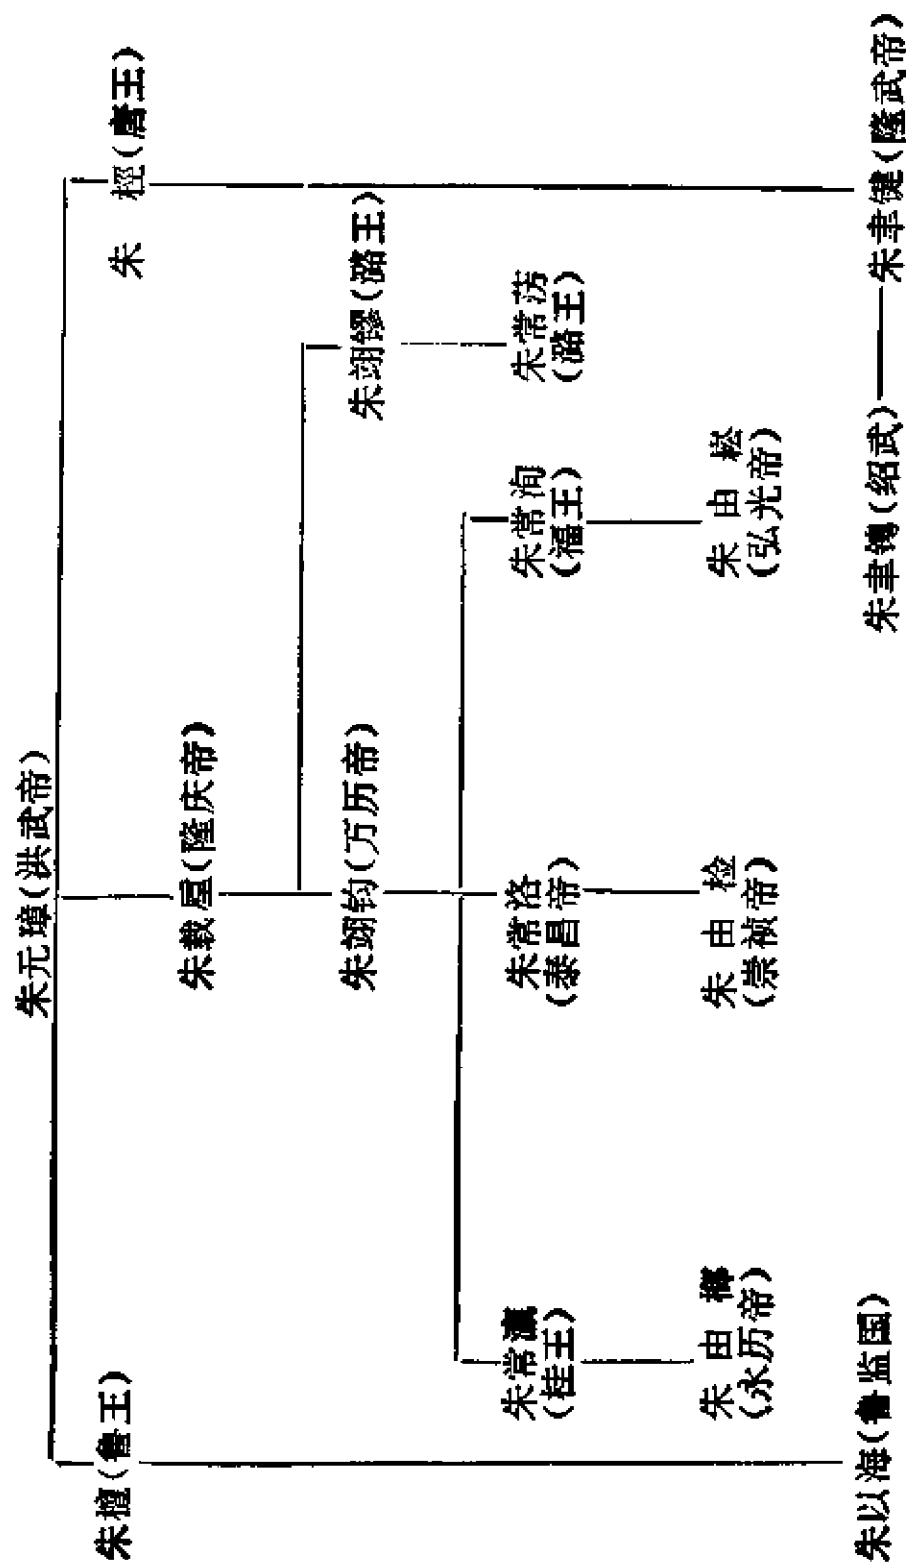 朱元璋(洪武帝)
朱檀(鲁王)
朱 桱(唐王)
朱载垕(隆庆帝)
朱翊钧(万历帝)
朱翊镠(潞王)
朱常瀛
(桂王)
朱常洛
(泰昌帝)
朱常洵
(福王)
朱常淓
(潞王)
朱由榔
(永历帝)
朱由检
(崇祯帝)
朱由崧
(弘光帝)
朱以海(鲁监国)
朱聿𨮁(绍武)
朱聿键(隆武帝)